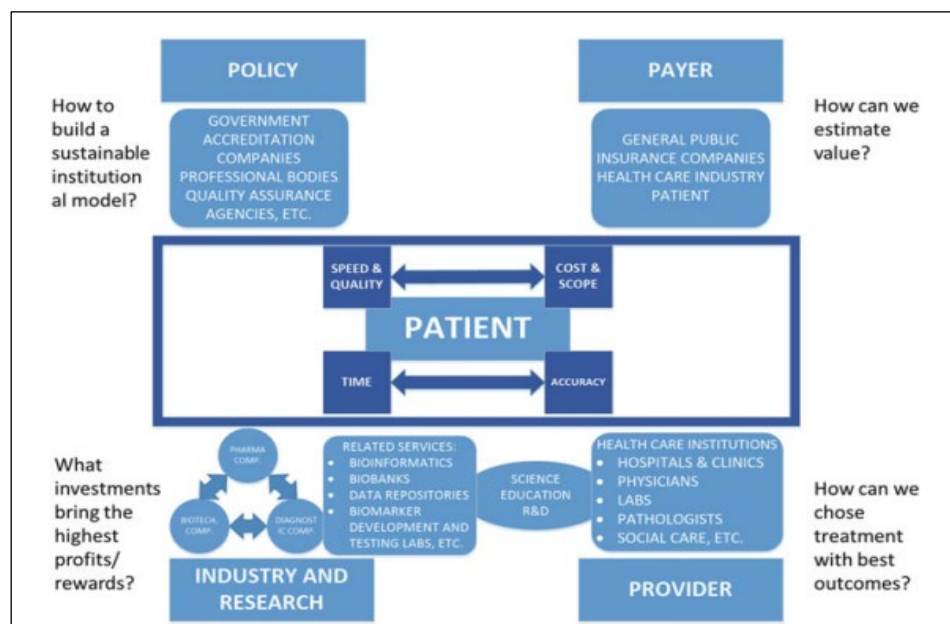 POLICY
PAYER
How to
build a
sustainable
institution
al model?
GOVERNMENT
ACCREDITATION
COMPANIES
PROFESSIONAL BODIES
QUALITY ASSURANCE
AGENCIES, ETC.
GENERAL PUBLIC
INSURANCE COMPANIES
HEALTH CARE INDUSTRY
PATIENT
How can we
estimate
value?
SPEED &
QUALITY
COST &
SCOPE
PATIENT
TIME
ACCURACY
What
investments
bring the
highest
profits/
rewards?
PHARMA
COMP.
BIOTECH.
COMP.
DIAGNOST
IC COMP.
RELATED SERVICES:
• BIOINFORMATICS
• BIOBANKS
• DATA REPOSITORIES
• BIOMARKER
DEVELOPMENT AND
TESTING LABS, ETC.
SCIENCE
EDUCATION
R&D
HEALTH CARE INSTITUTIONS
• HOSPITALS & CLINICS
• PHYSICIANS
• LABS
• PATHOLOGISTS
• SOCIAL CARE, ETC.
How can we
chose
treatment
with best
outcomes?
INDUSTRY AND
RESEARCH
PROVIDER